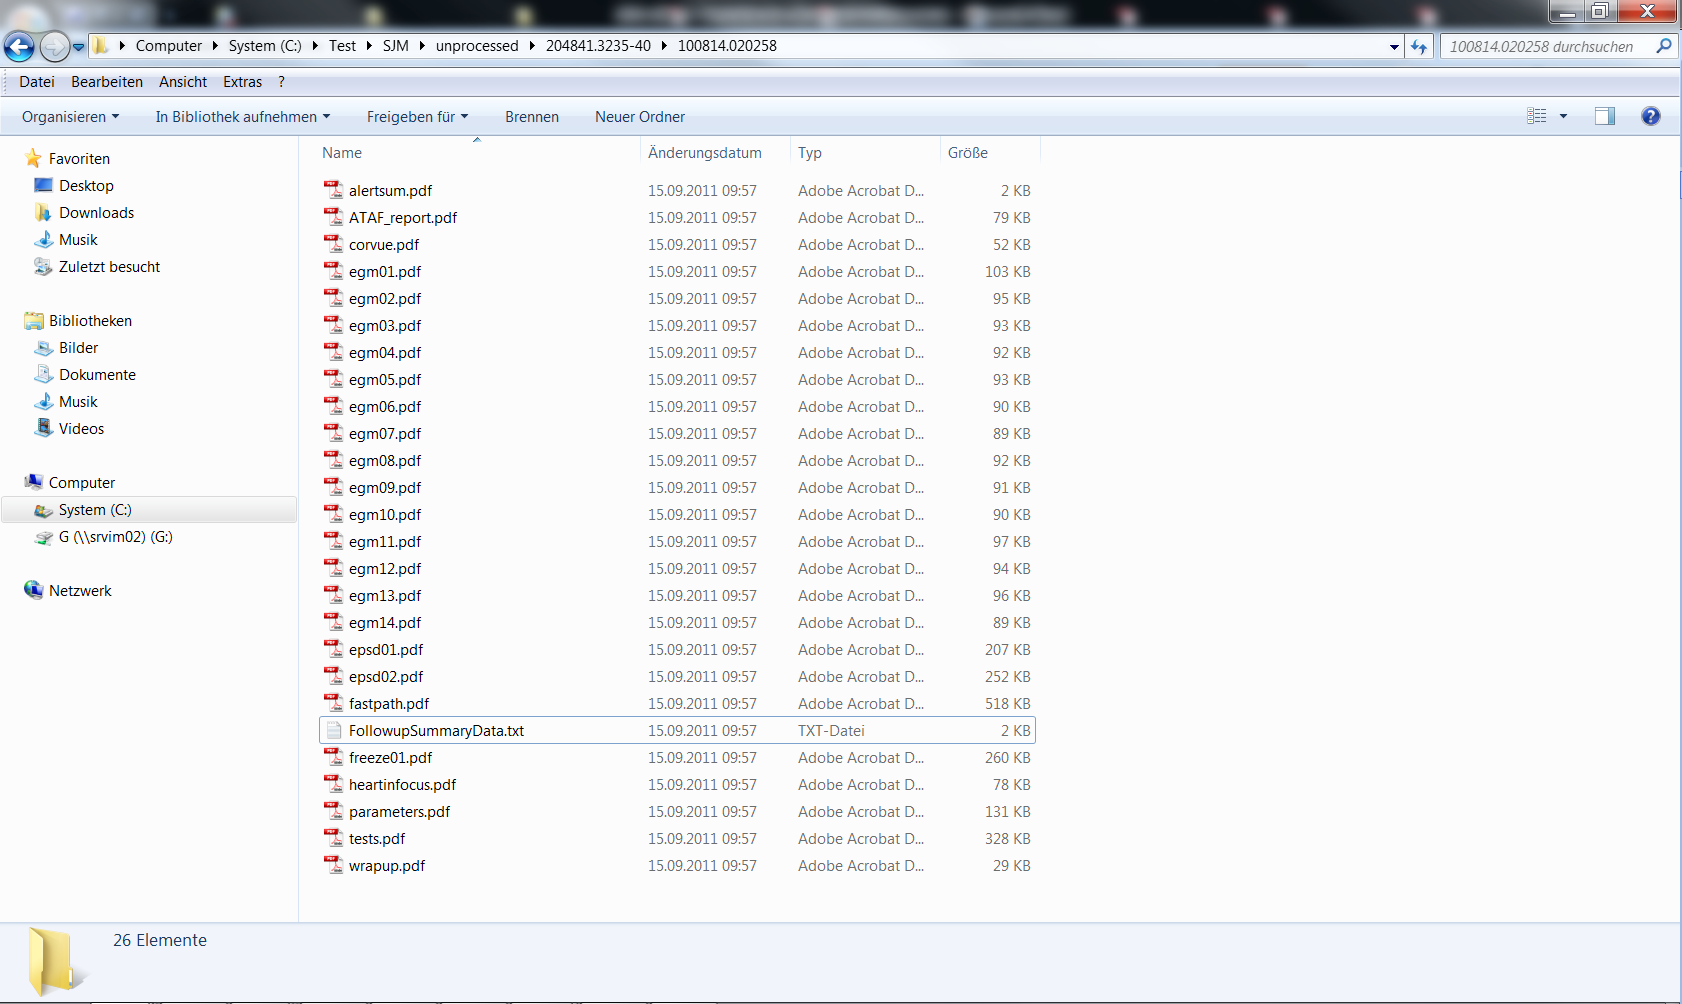 Computer System (C:) Test SJM unprocessed 204841.3235-40 100814.020258 100814.020258 durchsuchen
Datei Bearbeiten Ansicht Extras ?
Organisieren In Bibliothek aufnehmen Freigeben für Brennen Neuer Ordner
Favoriten
Desktop
Downloads
Musik
Zuletzt besucht
Bibliotheken
Bilder
Dokumente
Musik
Videos
Computer
System (C:)
G (\\srvim02) (G:)
Netzwerk
Name Änderungsdatum Typ Größe
alertsum.pdf 15.09.2011 09:57 Adobe Acrobat D... 2 KB
ATAF_report.pdf 15.09.2011 09:57 Adobe Acrobat D... 79 KB
corvue.pdf 15.09.2011 09:57 Adobe Acrobat D... 52 KB
egm01.pdf 15.09.2011 09:57 Adobe Acrobat D... 103 KB
egm02.pdf 15.09.2011 09:57 Adobe Acrobat D... 95 KB
egm03.pdf 15.09.2011 09:57 Adobe Acrobat D... 93 KB
egm04.pdf 15.09.2011 09:57 Adobe Acrobat D... 92 KB
egm05.pdf 15.09.2011 09:57 Adobe Acrobat D... 93 KB
egm06.pdf 15.09.2011 09:57 Adobe Acrobat D... 90 KB
egm07.pdf 15.09.2011 09:57 Adobe Acrobat D... 89 KB
egm08.pdf 15.09.2011 09:57 Adobe Acrobat D... 92 KB
egm09.pdf 15.09.2011 09:57 Adobe Acrobat D... 91 KB
egm10.pdf 15.09.2011 09:57 Adobe Acrobat D... 90 KB
egm11.pdf 15.09.2011 09:57 Adobe Acrobat D... 97 KB
egm12.pdf 15.09.2011 09:57 Adobe Acrobat D... 94 KB
egm13.pdf 15.09.2011 09:57 Adobe Acrobat D... 96 KB
egm14.pdf 15.09.2011 09:57 Adobe Acrobat D... 89 KB
epsd01.pdf 15.09.2011 09:57 Adobe Acrobat D... 207 KB
epsd02.pdf 15.09.2011 09:57 Adobe Acrobat D... 252 KB
fastpath.pdf 15.09.2011 09:57 Adobe Acrobat D... 518 KB
FollowupSummaryData.txt 15.09.2011 09:57 TXT-Datei 2 KB
freeze01.pdf 15.09.2011 09:57 Adobe Acrobat D... 260 KB
heartinfocus.pdf 15.09.2011 09:57 Adobe Acrobat D... 78 KB
parameters.pdf 15.09.2011 09:57 Adobe Acrobat D... 131 KB
tests.pdf 15.09.2011 09:57 Adobe Acrobat D... 328 KB
wrapup.pdf 15.09.2011 09:57 Adobe Acrobat D... 29 KB
26 Elemente